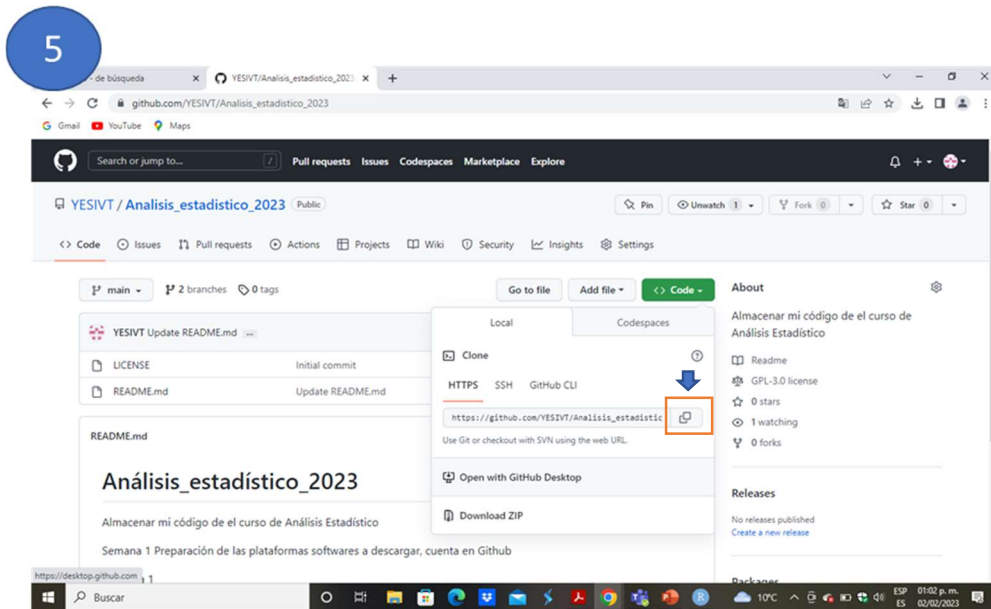 5
de búsqueda
YESIVT/Analisis_estadistico_2023
github.com/YESIVT/Analisis_estadistico_2023
Gmail YouTube Maps
Search or jump to... / Pull requests Issues Codespaces Marketplace Explore
YESIVT / Analisis_estadistico_2023 Public
Pin Unwatch 1 Fork 0 Star 0
Code Issues Pull requests Actions Projects Wiki Security Insights Settings
main 2 branches 0 tags Go to file Add file Code
YESIVT Update README.md ...
LICENSE Initial commit
README.md Update README.md
Local Codespaces
Clone
HTTPS SSH GitHub CLI
https://github.com/YESIVT/Analisis_estadistic
Use Git or checkout with SVN using the web URL.
Open with GitHub Desktop
Download ZIP
README.md
Análisis_estadístico_2023
Almacenar mi código de el curso de Análisis Estadístico
Semana 1 Preparación de las plataformas softwares a descargar, cuenta en Github
1
About
Almacenar mi código de el curso de
Análisis Estadístico
Readme
GPL-3.0 license
0 stars
1 watching
0 forks
Releases
No releases published
Create a new release
Packages
https://desktop.github.com
Buscar
10°C
ESP
ES
01:02 p. m.
02/02/2023